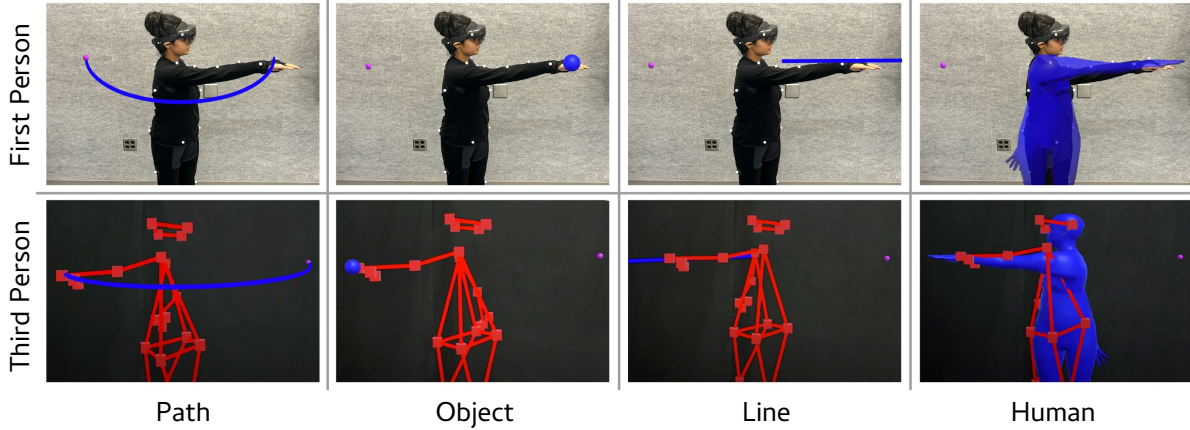 First Person
Third Person
Path
Object
Line
Human